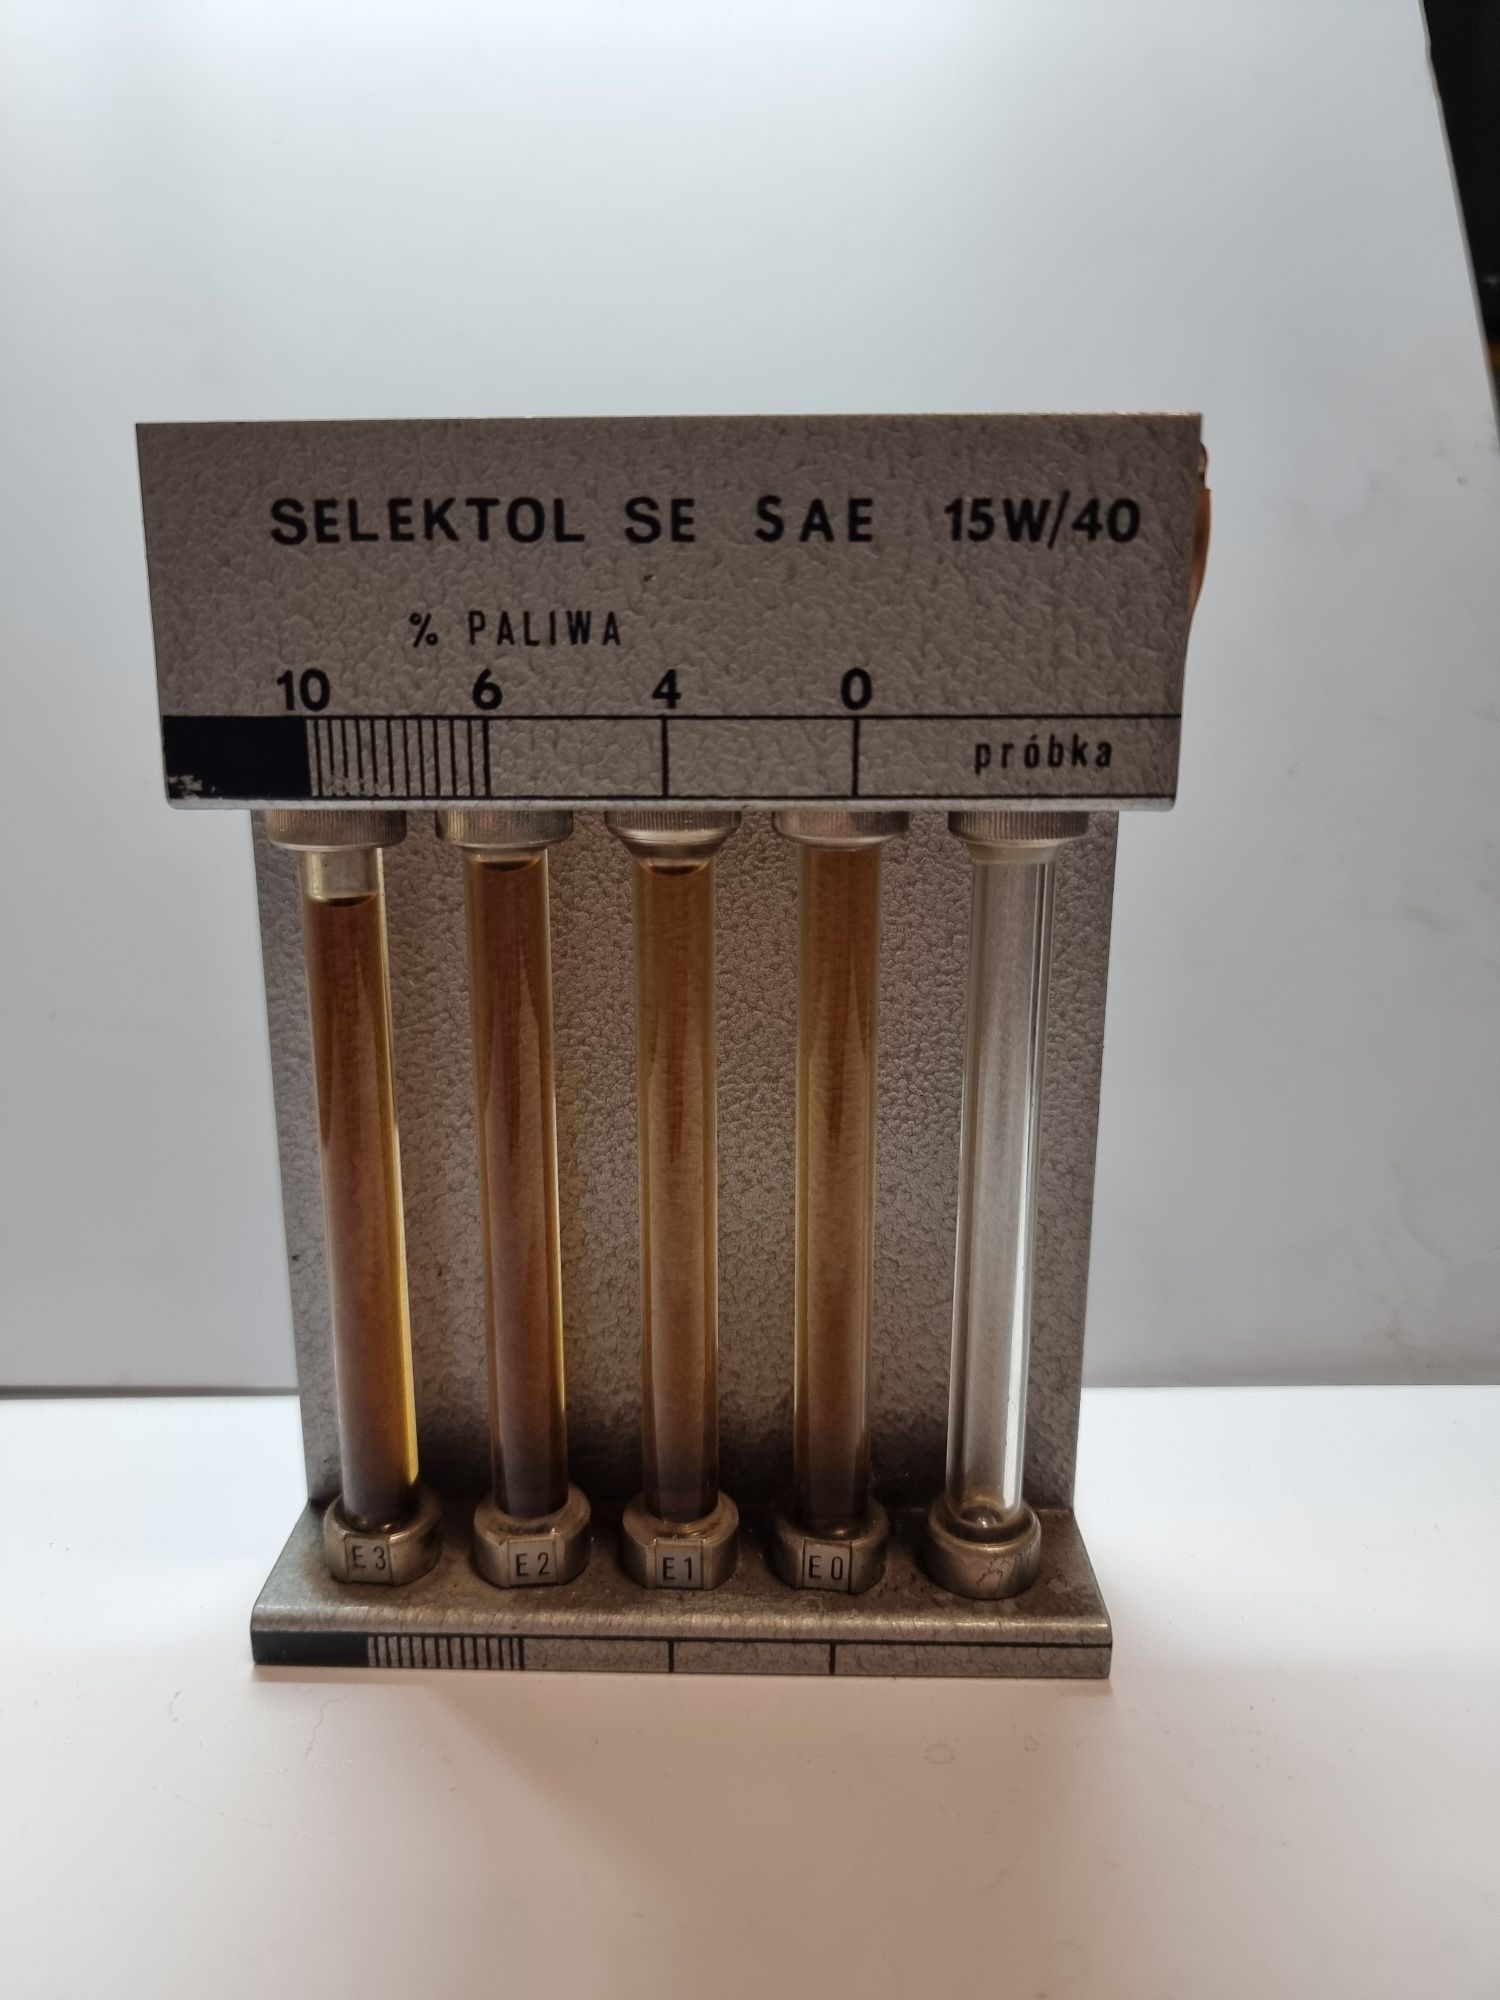 SELEKTOL SE SAE 15W/40
% PALIWA
10 6 4 0
próbka
E3 E2 E1 E0